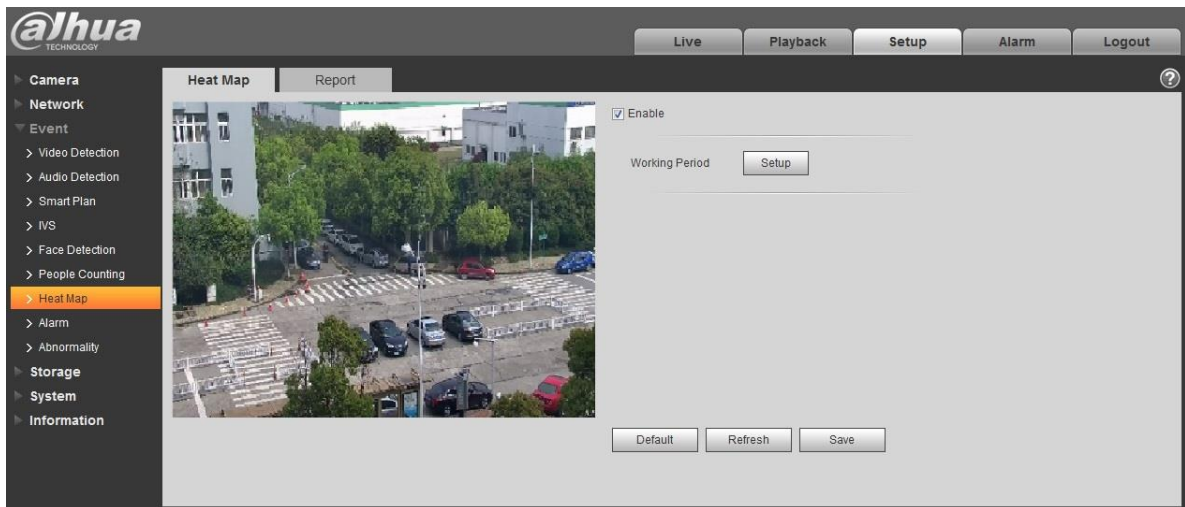 alhua
TECHNOLOGY
Live
Playback
Setup
Alarm
Logout
Camera
Network
Event
Video Detection
Audio Detection
Smart Plan
IVS
Face Detection
People Counting
Heat Map
Alarm
Abnormality
Storage
System
Information
Heat Map
Report
Enable
Working Period
Setup
Default
Refresh
Save